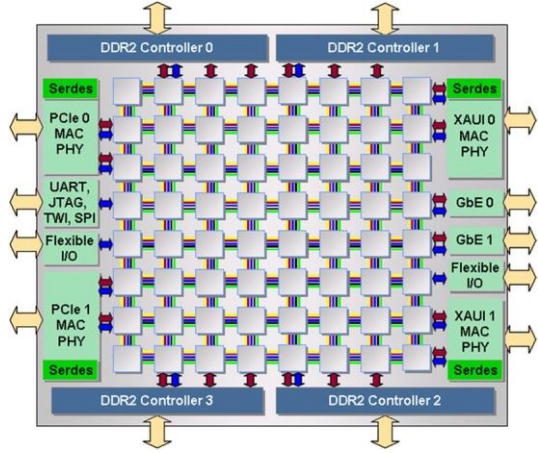 DDR2 Controller 0
DDR2 Controller 1
Serdes
PCIe 0
MAC
PHY
UART,
JTAG,
TWI, SPI
Flexible
I/O
PCIe 1
MAC
PHY
Serdes
Serdes
XAUI 0
MAC
PHY
GbE 0
GbE 1
Flexible
I/O
XAUI 1
MAC
PHY
Serdes
DDR2 Controller 3
DDR2 Controller 2